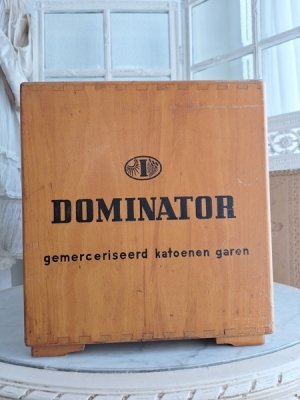 I
DOMINATOR
gemerceriseerd katoenen garen